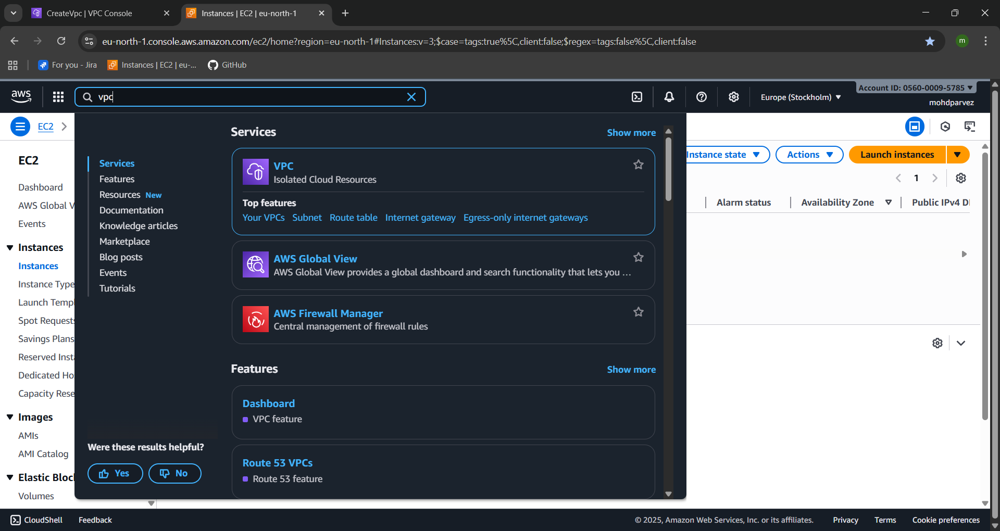 CreateVpc | VPC Console
Instances | EC2 | eu-north-1
eu-north-1.console.aws.amazon.com/ec2/home?region=eu-north-1#Instances:v=3;$case=tags:true%5C,client:false;$regex=tags:false%5C,client:false
m
For you - Jira
Instances | EC2 | eu-...
GitHub
aws
vpc
Europe (Stockholm)
Account ID: 0560-0009-5785
mohdparvez
EC2
EC2
Dashboard
AWS Global V
Events
Instances
Instances
Instance Type
Launch Templ
Spot Requests
Savings Plans
Reserved Inst
Dedicated Ho
Capacity Rese
Images
AMIs
AMI Catalog
Elastic Bloc
Volumes
Services
Features
Resources New
Documentation
Knowledge articles
Marketplace
Blog posts
Events
Tutorials
Were these results helpful?
Yes
No
Services
Show more
VPC
Isolated Cloud Resources
Top features
Your VPCs Subnet Route table Internet gateway Egress-only internet gateways
AWS Global View
AWS Global View provides a global dashboard and search functionality that lets you ...
AWS Firewall Manager
Central management of firewall rules
Features
Show more
Dashboard
VPC feature
Route 53 VPCs
Route 53 feature
Instance state
Actions
Launch instances
1
Alarm status
Availability Zone
Public IPv4 D
CloudShell
Feedback
© 2025, Amazon Web Services, Inc. or its affiliates.
Privacy
Terms
Cookie preferences